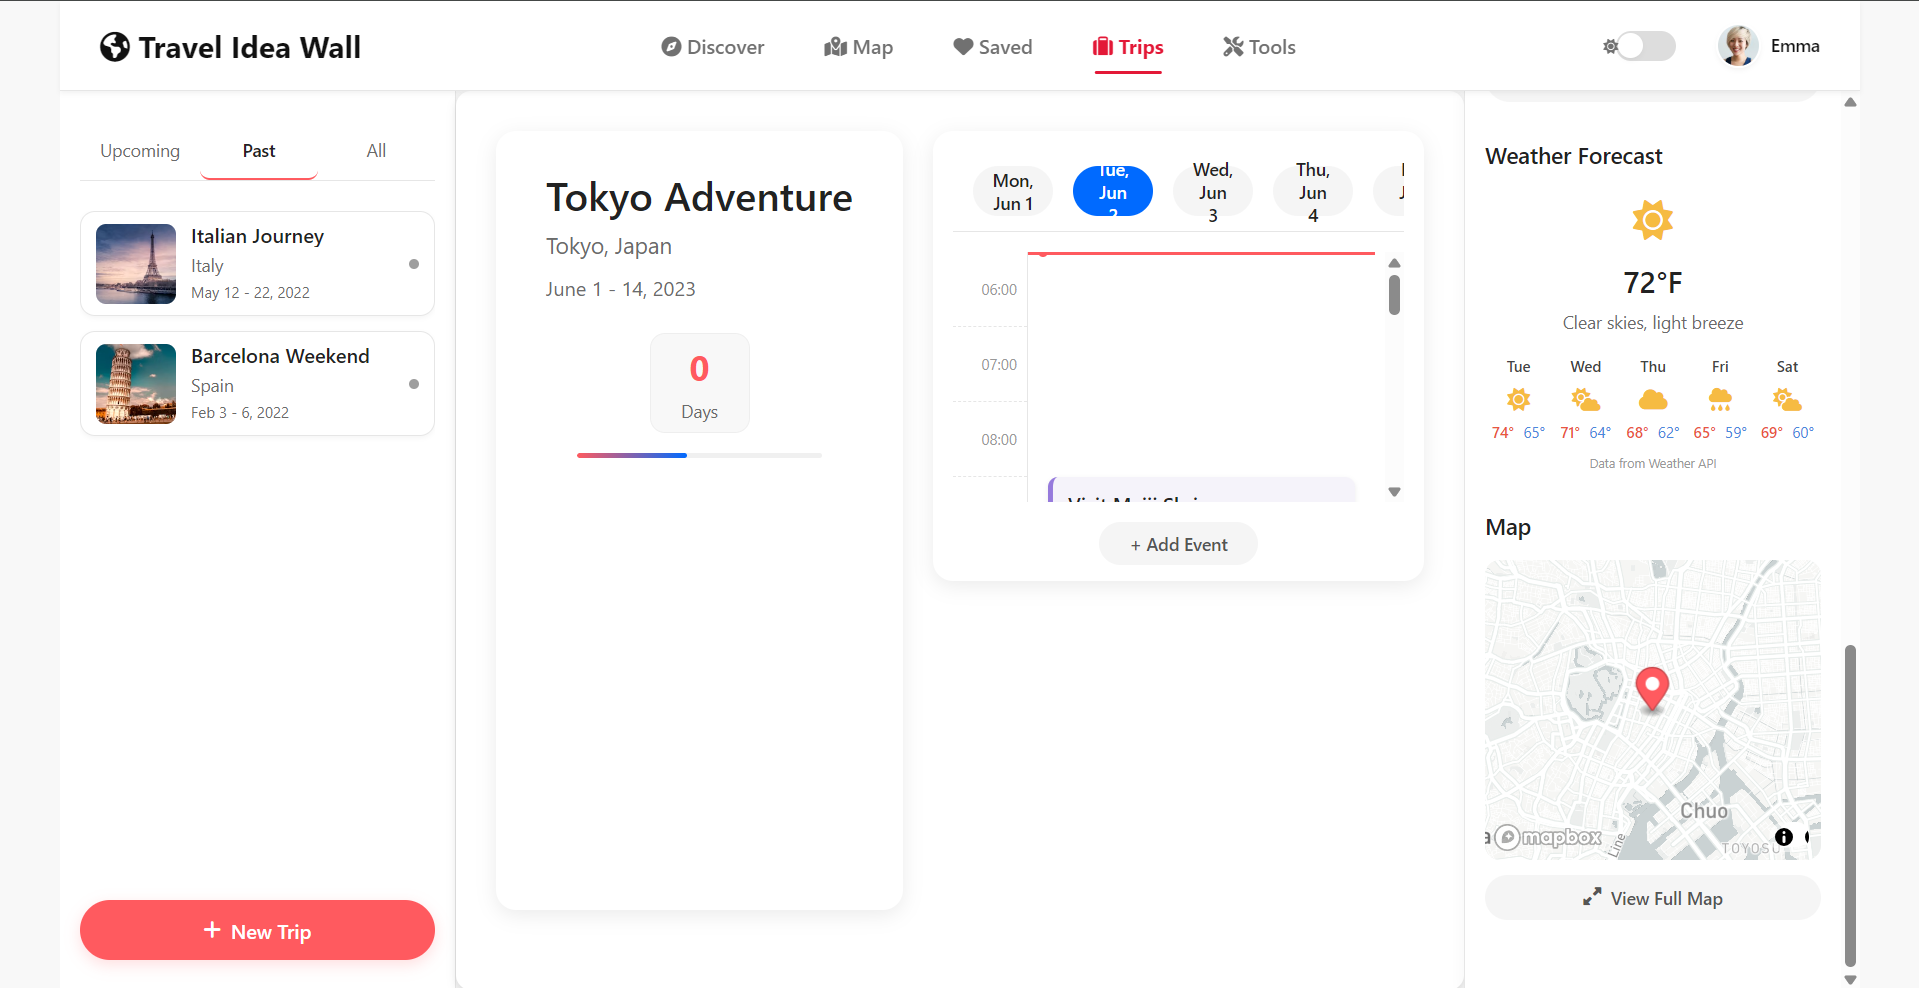 Travel Idea Wall
Discover
Map
Saved
Trips
Tools
Emma
Upcoming
Past
All
Italian Journey
Italy
May 12 - 22, 2022
Barcelona Weekend
Spain
Feb 3 - 6, 2022
+ New Trip
Tokyo Adventure
Tokyo, Japan
June 1 - 14, 2023
0
Days
Mon,
Jun 1
Tue,
Jun
2
Wed,
Jun
3
Thu,
Jun
4
06:00
07:00
08:00
+ Add Event
Weather Forecast
72°F
Clear skies, light breeze
Tue Wed Thu Fri Sat
74° 65° 71° 64° 68° 62° 65° 59° 69° 60°
Data from Weather API
Map
Chuo
mapbox
Line
View Full Map